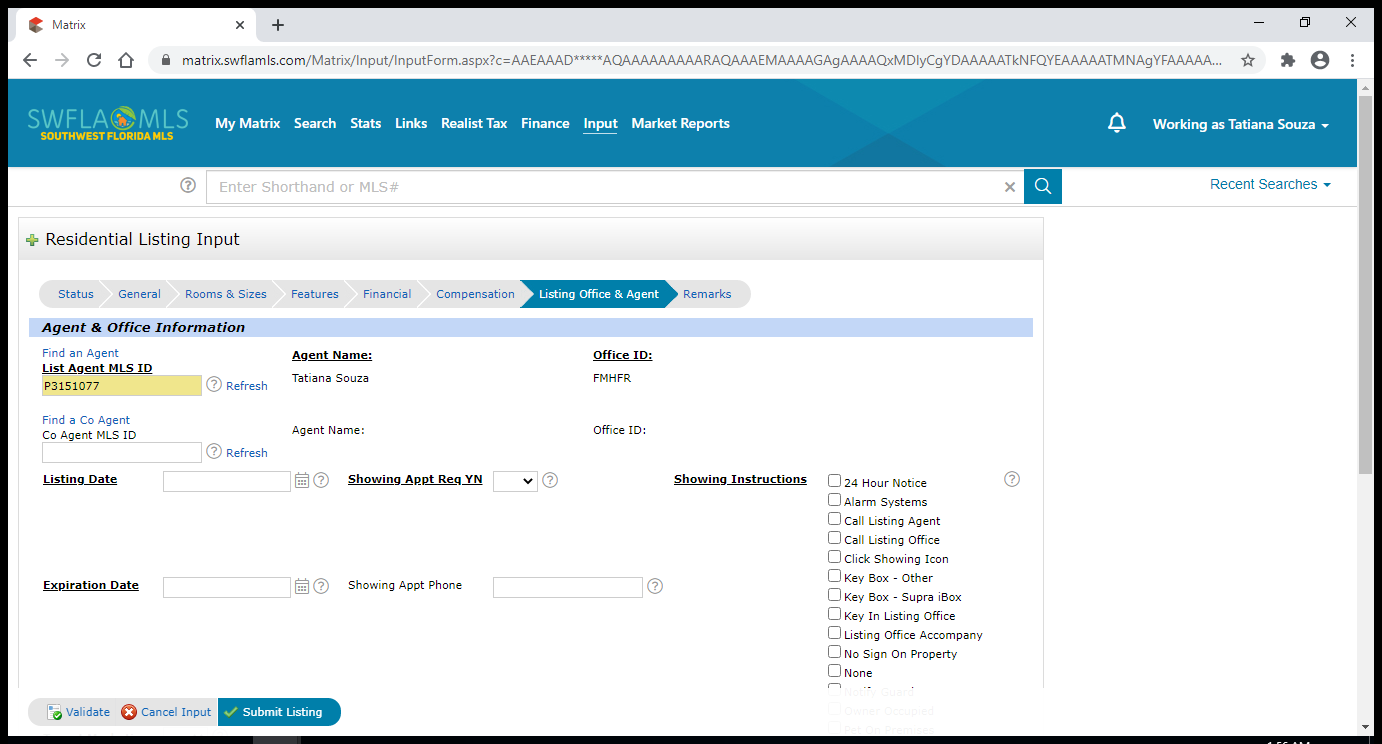 Matrix
matrix.swflamls.com/Matrix/Input/InputForm.aspx?c=AAEAAAD*****AQAAAAAAAAARAQAAAEMAAAAGAgAAAAQxMDIyCgYDAAAAATkNFQYEAAAAATMNAgYFAAAAA...
SWFLA MLS
SOUTHWEST FLORIDA MLS
My Matrix Search Stats Links Realist Tax Finance Input Market Reports
Working as Tatiana Souza
Enter Shorthand or MLS#
Recent Searches
Residential Listing Input
Status General Rooms & Sizes Features Financial Compensation Listing Office & Agent Remarks
Agent & Office Information
Find an Agent
List Agent MLS ID Agent Name: Office ID:
P3151077 ? Refresh Tatiana Souza FMHFR
Find a Co Agent
Co Agent MLS ID Agent Name: Office ID:
? Refresh
Listing Date ? Showing Appt Req YN ? Showing Instructions ?
24 Hour Notice
Alarm Systems
Call Listing Agent
Call Listing Office
Click Showing Icon
Key Box - Other
Key Box - Supra iBox
Key In Listing Office
Listing Office Accompany
No Sign On Property
None
Expiration Date ? Showing Appt Phone ?
Owner Occupied
Validate Cancel Input Submit Listing